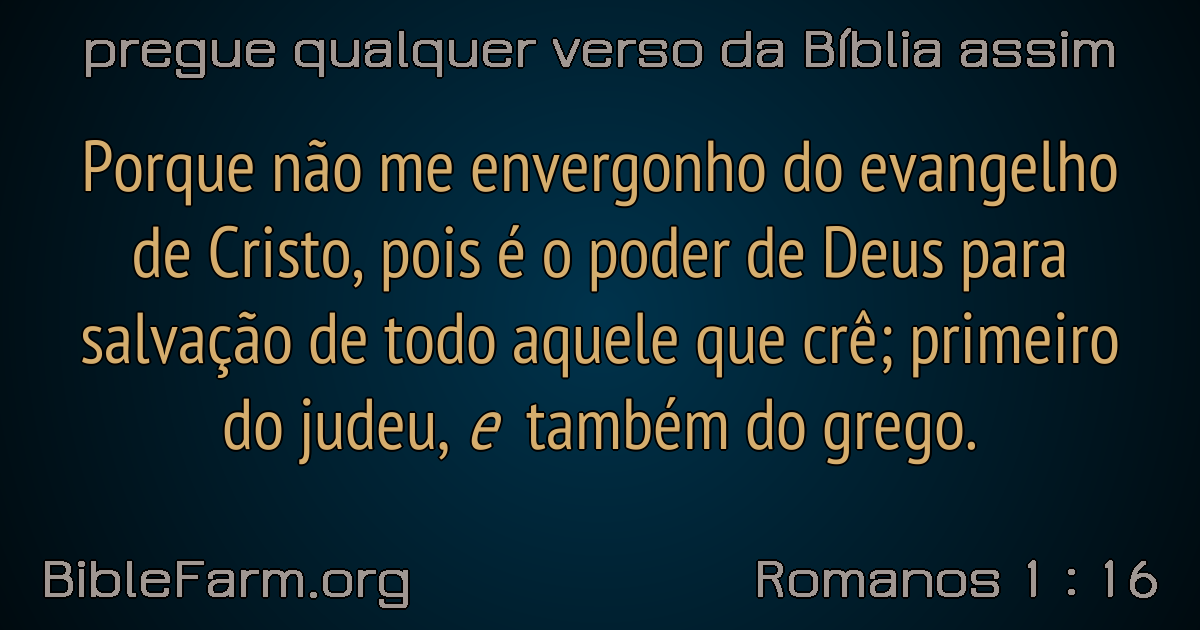 pregue qualquer verso da Bíblia assim
Porque não me envergonho do evangelho
de Cristo, pois é o poder de Deus para
salvação de todo aquele que crê; primeiro
do judeu, e também do grego.
BibleFarm.org
Romanos 1 : 16